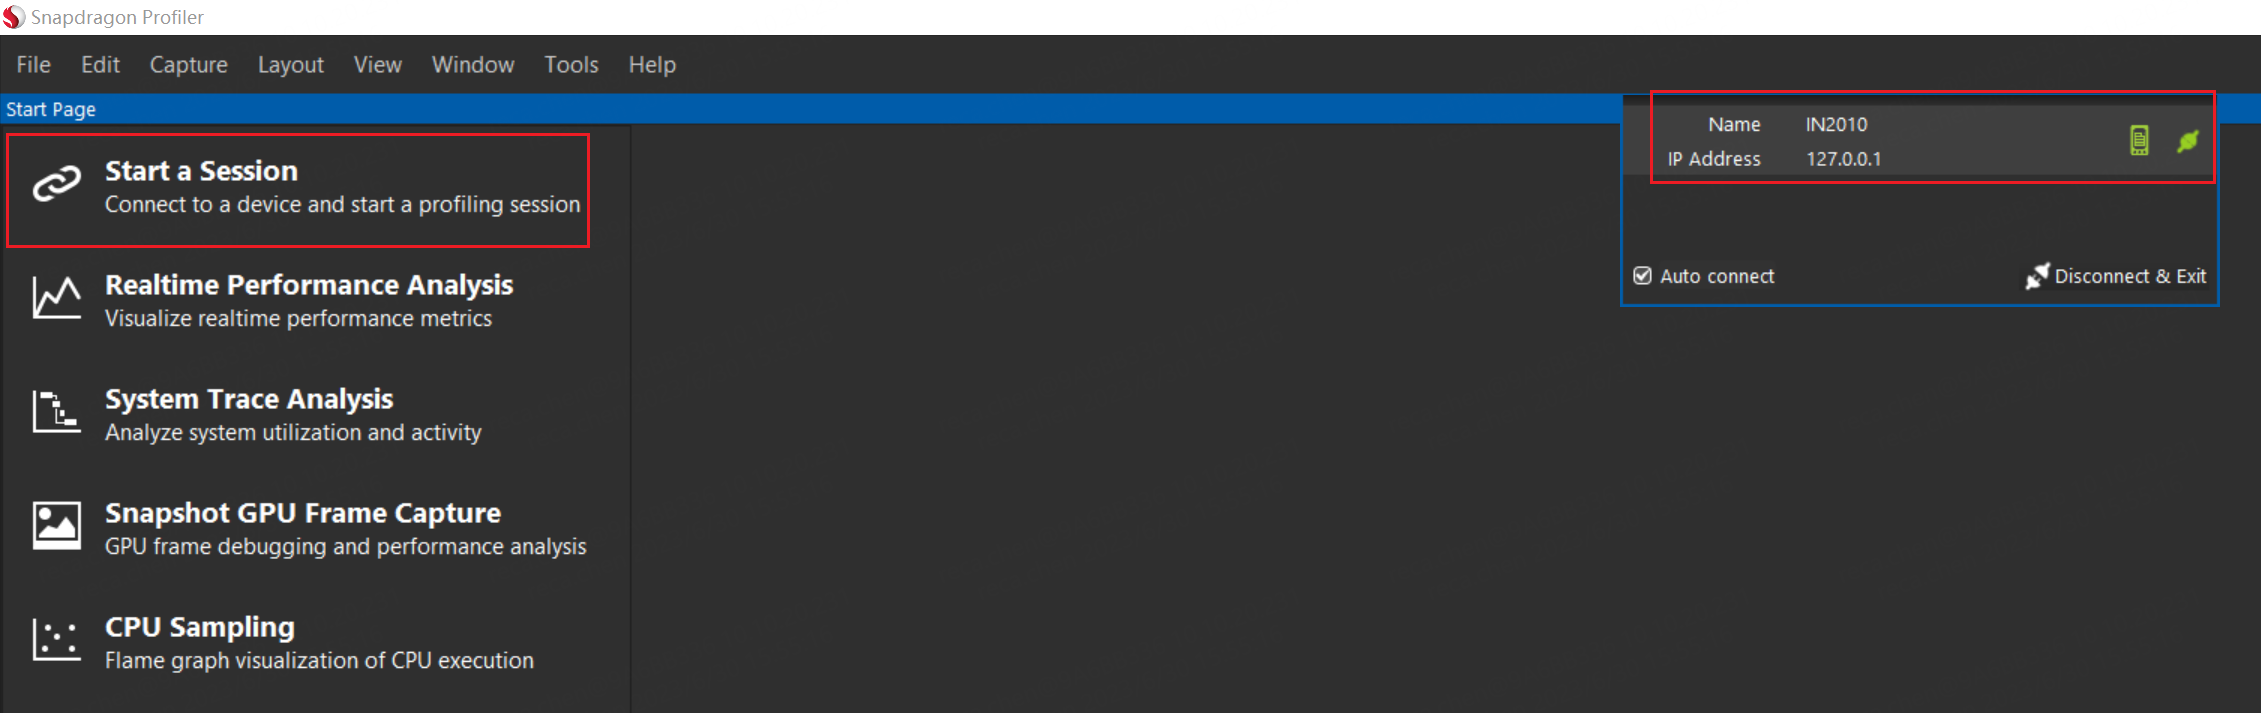 Snapdragon Profiler
File Edit Capture Layout View Window Tools Help
Start Page
Start a Session
Connect to a device and start a profiling session
Realtime Performance Analysis
Visualize realtime performance metrics
System Trace Analysis
Analyze system utilization and activity
Snapshot GPU Frame Capture
GPU frame debugging and performance analysis
CPU Sampling
Flame graph visualization of CPU execution
Name IN2010
IP Address 127.0.0.1
Auto connect Disconnect & Exit